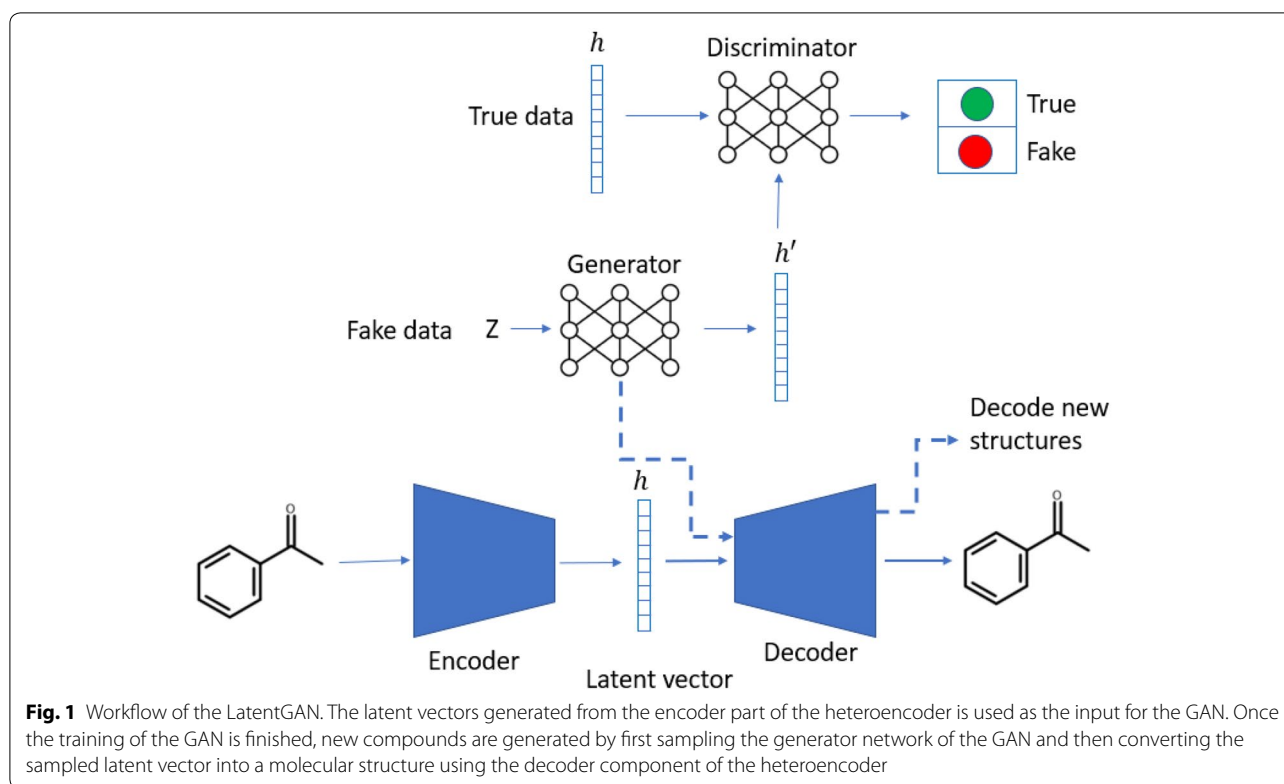 h
Discriminator
True data
True
Fake
h′
Generator
Fake data
Z
Decode new
structures
h
O
O
Encoder
Decoder
Latent vector
Fig. 1 Workflow of the LatentGAN. The latent vectors generated from the encoder part of the heteroencoder is used as the input for the GAN. Once
the training of the GAN is finished, new compounds are generated by first sampling the generator network of the GAN and then converting the
sampled latent vector into a molecular structure using the decoder component of the heteroencoder